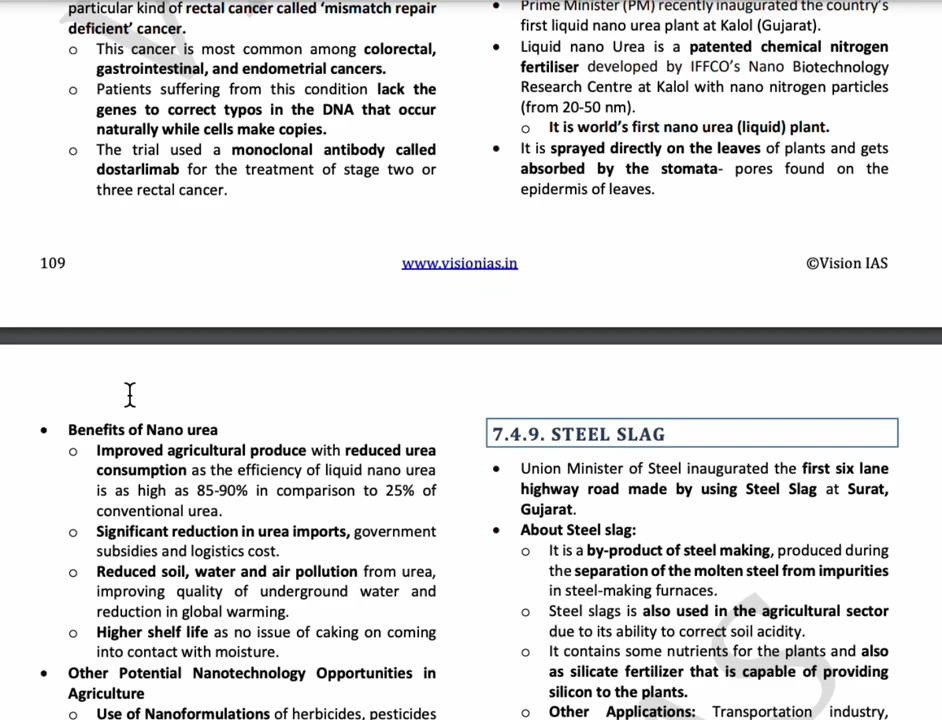 particular kind of rectal cancer called ‘mismatch repair
deficient’ cancer.
o This cancer is most common among colorectal,
gastrointestinal, and endometrial cancers.
o Patients suffering from this condition lack the
genes to correct typos in the DNA that occur
naturally while cells make copies.
o The trial used a monoclonal antibody called
dostarlimab for the treatment of stage two or
three rectal cancer.
• Prime Minister (PM) recently inaugurated the country’s
first liquid nano urea plant at Kalol (Gujarat).
• Liquid nano Urea is a patented chemical nitrogen
fertiliser developed by IFFCO’s Nano Biotechnology
Research Centre at Kalol with nano nitrogen particles
(from 20-50 nm).
o It is world’s first nano urea (liquid) plant.
• It is sprayed directly on the leaves of plants and gets
absorbed by the stomata- pores found on the
epidermis of leaves.
109 www.visionias.in ©Vision IAS
• Benefits of Nano urea
o Improved agricultural produce with reduced urea
consumption as the efficiency of liquid nano urea
is as high as 85-90% in comparison to 25% of
conventional urea.
o Significant reduction in urea imports, government
subsidies and logistics cost.
o Reduced soil, water and air pollution from urea,
improving quality of underground water and
reduction in global warming.
o Higher shelf life as no issue of caking on coming
into contact with moisture.
• Other Potential Nanotechnology Opportunities in
Agriculture
o Use of Nanoformulations of herbicides, pesticides
7.4.9. STEEL SLAG
• Union Minister of Steel inaugurated the first six lane
highway road made by using Steel Slag at Surat,
Gujarat.
• About Steel slag:
o It is a by-product of steel making, produced during
the separation of the molten steel from impurities
in steel-making furnaces.
o Steel slags is also used in the agricultural sector
due to its ability to correct soil acidity.
o It contains some nutrients for the plants and also
as silicate fertilizer that is capable of providing
silicon to the plants.
o Other Applications: Transportation industry,